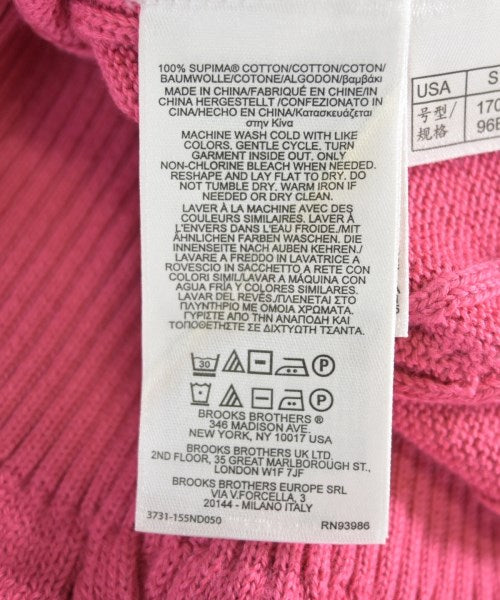 100% SUPIMA® COTTON/COTTON/COTON/
BAUMWOLLE/COTONE/ALGODON/βαμβάκι
MADE IN CHINA/FABRIQUÉ EN CHINE/IN
CHINA HERGESTELLT /CONFEZIONATO IN
CINA/HECHO EN CHINA/Κατασκευάζεται
στην Κίνα
MACHINE WASH COLD WITH LIKE
COLORS, GENTLE CYCLE. TURN
GARMENT INSIDE OUT. ONLY
NON-CHLORINE BLEACH WHEN NEEDED.
RESHAPE AND LAY FLAT TO DRY. DO
NOT TUMBLE DRY. WARM IRON IF
NEEDED OR DRY CLEAN.
LAVER À LA MACHINE AVEC DES
COULEURS SIMILAIRES. LAVER À
L'ENVERS DANS L'EAU FROIDE./MIT
ÄHNLICHEN FARBEN WASCHEN. DIE
INNENSEITE NACH AUßEN KEHREN./
LAVARE A FREDDO IN LAVATRICE A
ROVESCIO IN SACCHETTO A RETE CON
COLORI SIMIL/LAVAR A MÁQUINA CON
AGUA FRÍA Y COLORES SIMILARES.
LAVAR DEL REVÉS./ΠΛΕΝΕΤΑΙ ΣΤΟ
ΠΛΥΝΤΗΡΙΟ ΜΕ ΟΜΟΙΑ ΧΡΩΜΑΤΑ.
ΓΥΡΙΣΤΕ ΑΠΟ ΤΗΝ ΑΝΑΠΟΔΗ ΚΑΙ
ΤΟΠΟΘΕΤΗΣΤΕ ΣΕ ΔΙΧΤΥΩΤΗ ΤΣΑΝΤΑ.
30 P
P
BROOKS BROTHERS ®
346 MADISON AVE.
NEW YORK, NY 10017 USA
BROOKS BROTHERS UK LTD.
2ND FLOOR, 35 GREAT MARLBOROUGH ST.,
LONDON W1F 7JF
BROOKS BROTHERS EUROPE SRL
VIA V.FORCELLA, 3
20144 - MILANO ITALY
3731-155ND050 RN93986
USA S
号型/ 170
规格 96B